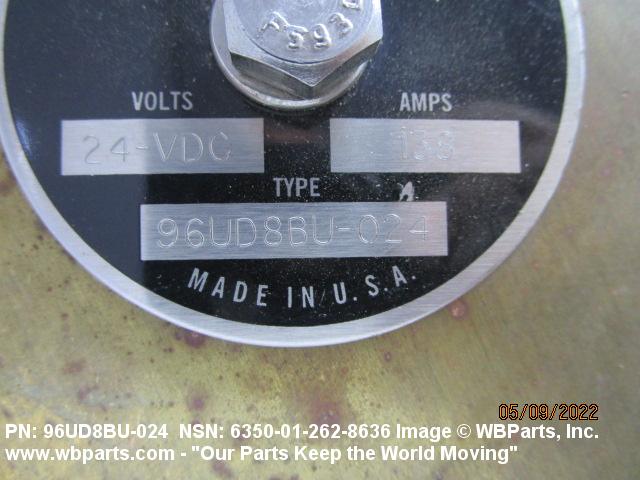 F593C
VOLTS AMPS
24-VDC
TYPE
96UD8BU-024
MADE IN U.S.A.
05/09/2022
PN: 96UD8BU-024 NSN: 6350-01-262-8636 Image © WBParts, Inc.
www.wbparts.com - "Our Parts Keep the World Moving"